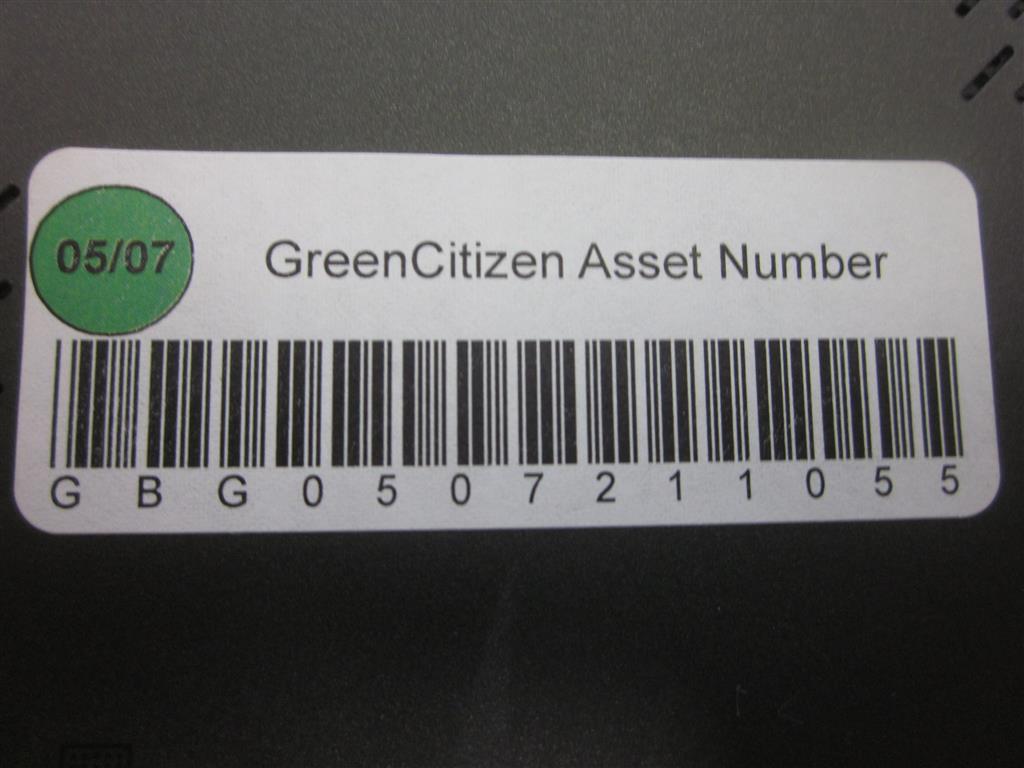 05/07
GreenCitizen Asset Number
G B G 0 5 0 7 2 1 1 0 5 5